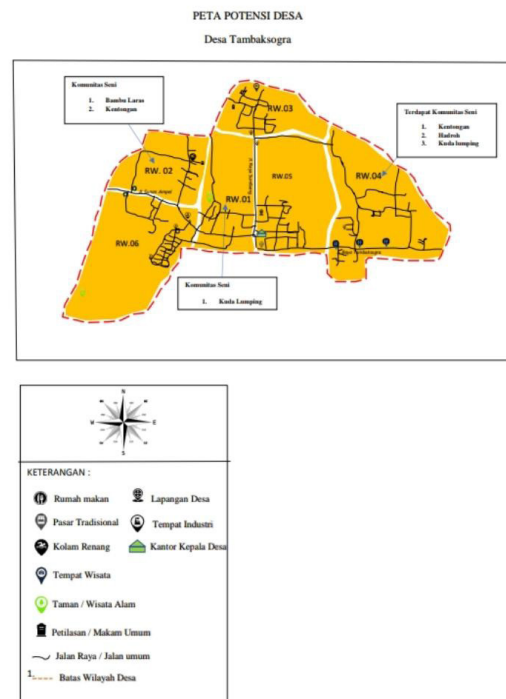 PETA POTENSI DESA
Desa Tambaksogra
Komunitas Seni
1. Bambu Laras
2. Kentongan
Terdapat Komunitas Seni
1. Kentongan
2. Hadroh
3. Kuda lumping
RW.03
RW. 02
RW.04
RW.05
RW.01
RW.06
Komunitas Seni
1. Kuda Lumping
N
E
S
KETERANGAN :
Rumah makan
Lapangan Desa
Pasar Tradisional
Tempat Industri
Kolam Renang
Kantor Kepala Desa
Tempat Wisata
Taman / Wisata Alam
Petilasan / Makam Umum
Jalan Raya / Jalan umum
1.
Batas Wilayah Desa